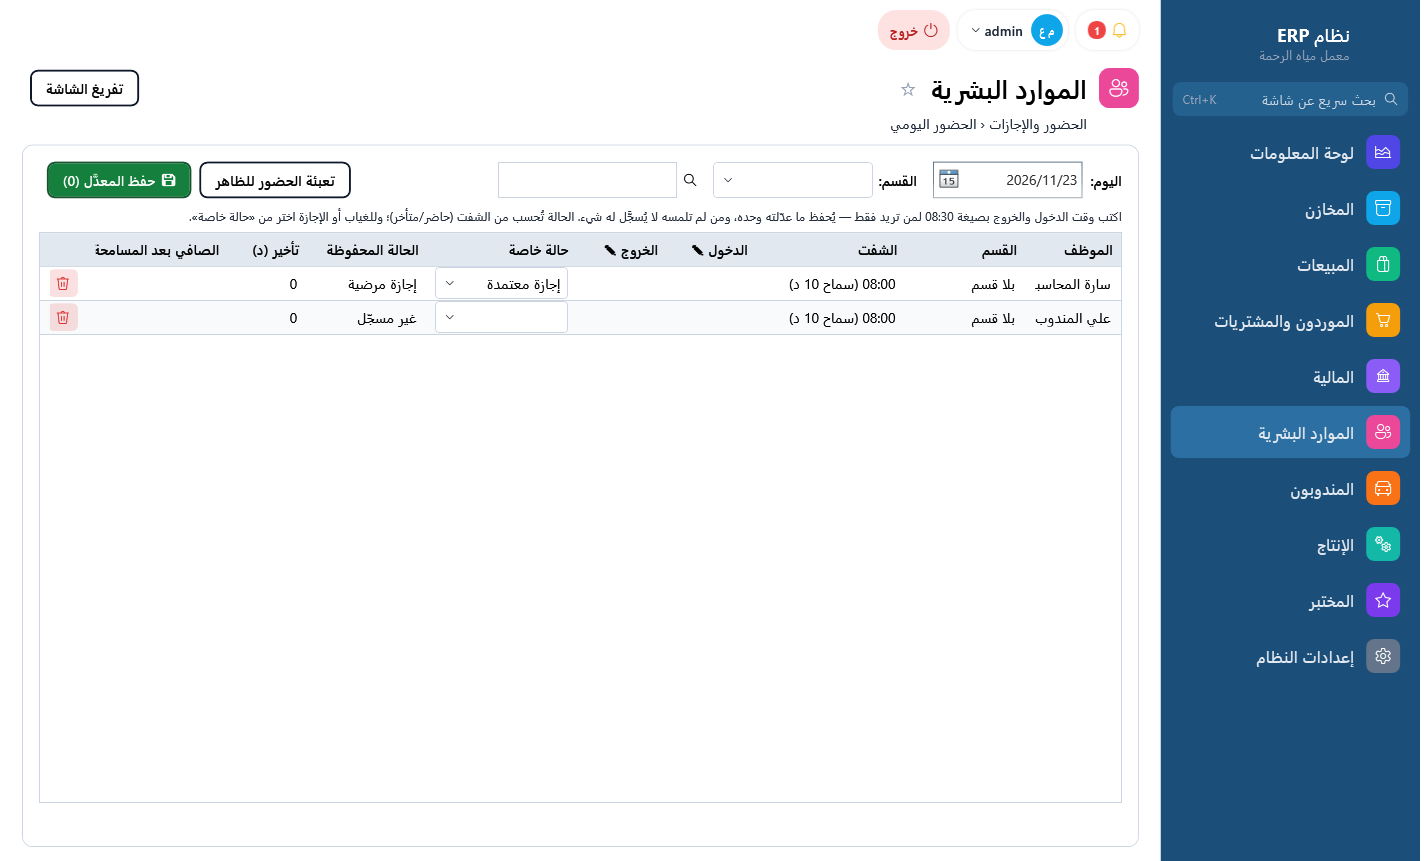 نظام ERP
معمل مياه الرحمة
بحث سريع عن شاشة Ctrl+K
لوحة المعلومات
المخازن
المبيعات
الموردون والمشتريات
المالية
الموارد البشرية
المندوبون
الإنتاج
المختبر
إعدادات النظام
1 م ع admin خروج
الموارد البشرية
تفريغ الشاشة
الحضور والإجازات › الحضور اليومي
اليوم: 2026/11/23 15 القسم: تعبئة الحضور للظاهر حفظ المعدَّل (0)
اكتب وقت الدخول والخروج بصيغة 08:30 لمن تريد فقط — يُحفظ ما عدّلته وحده، ومن لم تلمسه لا يُسجَّل له شيء. الحالة تُحسب من الشفت (حاضر/متأخر)؛ وللغياب أو الإجازة اختر من «حالة خاصة».
الموظف القسم الشفت الدخول الخروج حالة خاصة الحالة المحفوظة تأخير (د) الصافي بعد المسامحة
سارة المحاسب بلا قسم 08:00 (سماح 10 د) إجازة معتمدة إجازة مرضية 0
علي المندوب بلا قسم 08:00 (سماح 10 د) غير مسجّل 0